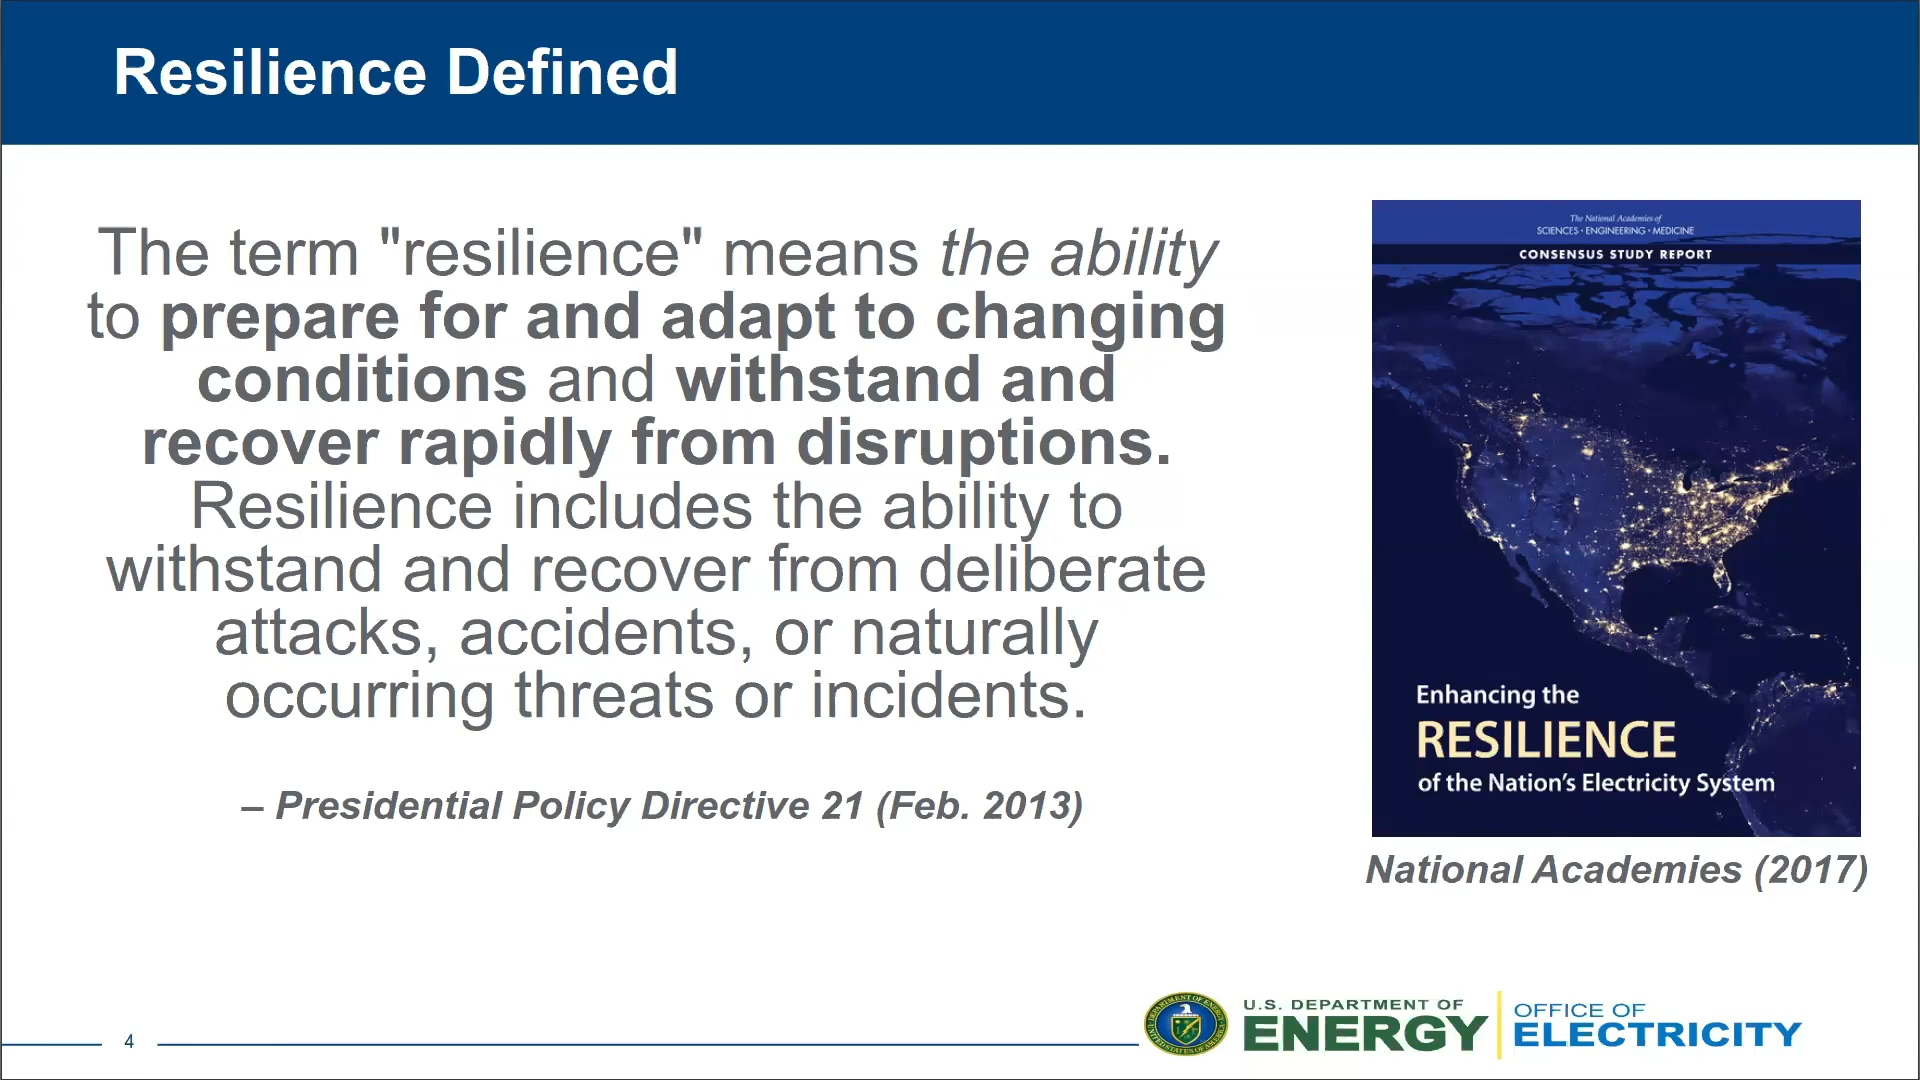 Resilience Defined
The term "resilience" means the ability
to prepare for and adapt to changing
conditions and withstand and
recover rapidly from disruptions.
Resilience includes the ability to
withstand and recover from deliberate
attacks, accidents, or naturally
occurring threats or incidents.
– Presidential Policy Directive 21 (Feb. 2013)
The National Academies of
SCIENCES • ENGINEERING • MEDICINE
CONSENSUS STUDY REPORT
Enhancing the
RESILIENCE
of the Nation's Electricity System
National Academies (2017)
4
U.S. DEPARTMENT OF
ENERGY
OFFICE OF
ELECTRICITY